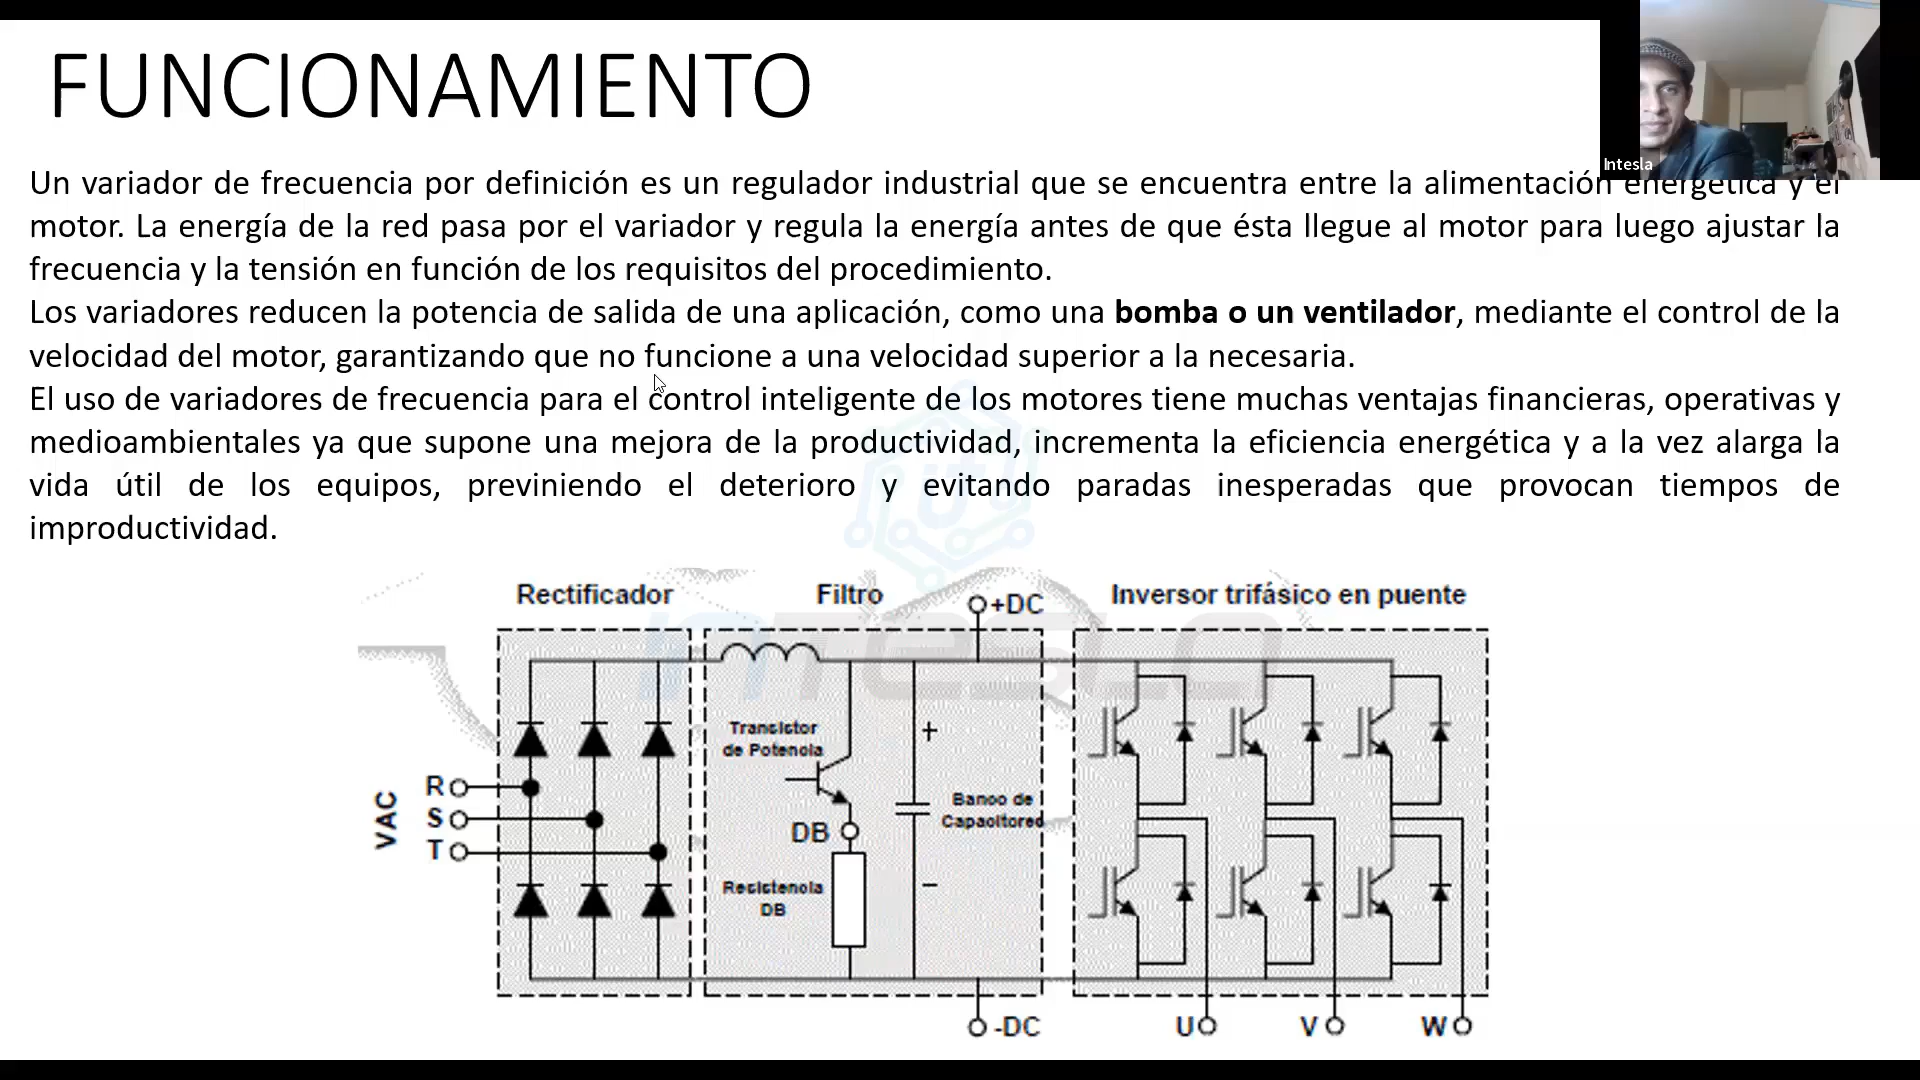 FUNCIONAMIENTO
Intesla
Un variador de frecuencia por definición es un regulador industrial que se encuentra entre la alimentación energética y el
motor. La energía de la red pasa por el variador y regula la energía antes de que ésta llegue al motor para luego ajustar la
frecuencia y la tensión en función de los requisitos del procedimiento.
Los variadores reducen la potencia de salida de una aplicación, como una bomba o un ventilador, mediante el control de la
velocidad del motor, garantizando que no funcione a una velocidad superior a la necesaria.
El uso de variadores de frecuencia para el control inteligente de los motores tiene muchas ventajas financieras, operativas y
medioambientales ya que supone una mejora de la productividad, incrementa la eficiencia energética y a la vez alarga la
vida útil de los equipos, previniendo el deterioro y evitando paradas inesperadas que provocan tiempos de
improductividad.
Rectificador
Filtro
+DC
Inversor trifásico en puente
INTESLA
Transistor
de Potencia
+
VAC
R
S
T
Banco de
Capacitores
DB
Resistencia
DB
−
-DC
U
V
W